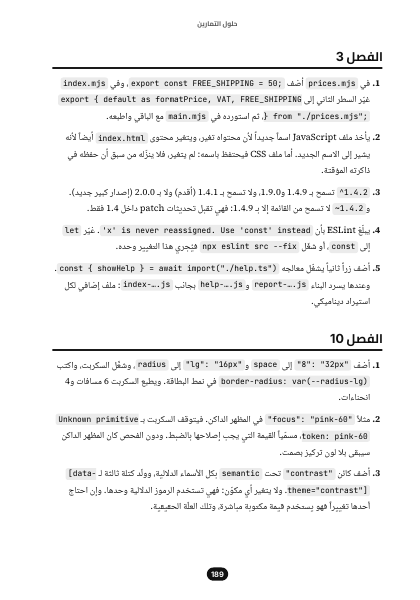 حلول التمارين
الفصل 3
1. في prices.mjs أضف export const FREE_SHIPPING = 50; وفي index.mjs
غيّر السطر الثاني إلى export { default as formatPrice, VAT, FREE_SHIPPING
} from "./prices.mjs"; ثم استورده في main.mjs مع الباقي واطبعه.
2. يأخذ ملف JavaScript اسماً جديداً لأن محتواه تغير، ويتغير محتوى index.html أيضاً لأنه
يشير إلى الاسم الجديد. أما ملف CSS فيحتفظ باسمه: لم يتغير، فلا ينزّله من سبق أن حفظه في
ذاكرته المؤقتة.
3. ^1.4.2 تسمح بـ 1.4.9 و1.9.0، ولا تسمح بـ 1.4.1 (أقدم) ولا بـ 2.0.0 (إصدار كبير جديد).
و ~1.4.2 لا تسمح من القائمة إلا بـ 1.4.9: فهي تقبل تحديثات patch داخل 1.4 فقط.
4. يبلّغ ESLint بأن 'x' is never reassigned. Use 'const' instead . غيّر let
إلى const ، أو شغّل npx eslint src --fix فيُجري هذا التغيير وحده.
5. أضف زراً ثانياً يشغّل معالجه const { showHelp } = await import("./help.ts") .
وعندها يسرد البناء report-….js و help-….js بجانب index-….js : ملف إضافي لكل
استيراد ديناميكي.
الفصل 10
1. أضف "8": "32px" إلى space و "lg": "16px" إلى radius ، وشغّل السكربت، واكتب
border-radius: var(--radius-lg) في نمط البطاقة. ويطبع السكربت 6 مسافات و4
انحناءات.
2. مثلاً "focus": "pink-60" في المظهر الداكن. فيتوقف السكربت بـ Unknown primitive
token: pink-60 ، مسمّياً القيمة التي يجب إصلاحها بالضبط. ودون الفحص كان المظهر الداكن
سيبقى بلا لون تركيز بصمت.
3. أضف كائن "contrast" تحت semantic بكل الأسماء الدلالية، وولّد كتلة ثالثة لـ [data-
theme="contrast"] . ولا يتغير أي مكوّن: فهي تستخدم الرموز الدلالية وحدها. وإن احتاج
أحدها تغييراً فهو يستخدم قيمة مكتوبة مباشرة، وتلك العلّة الحقيقية.
189